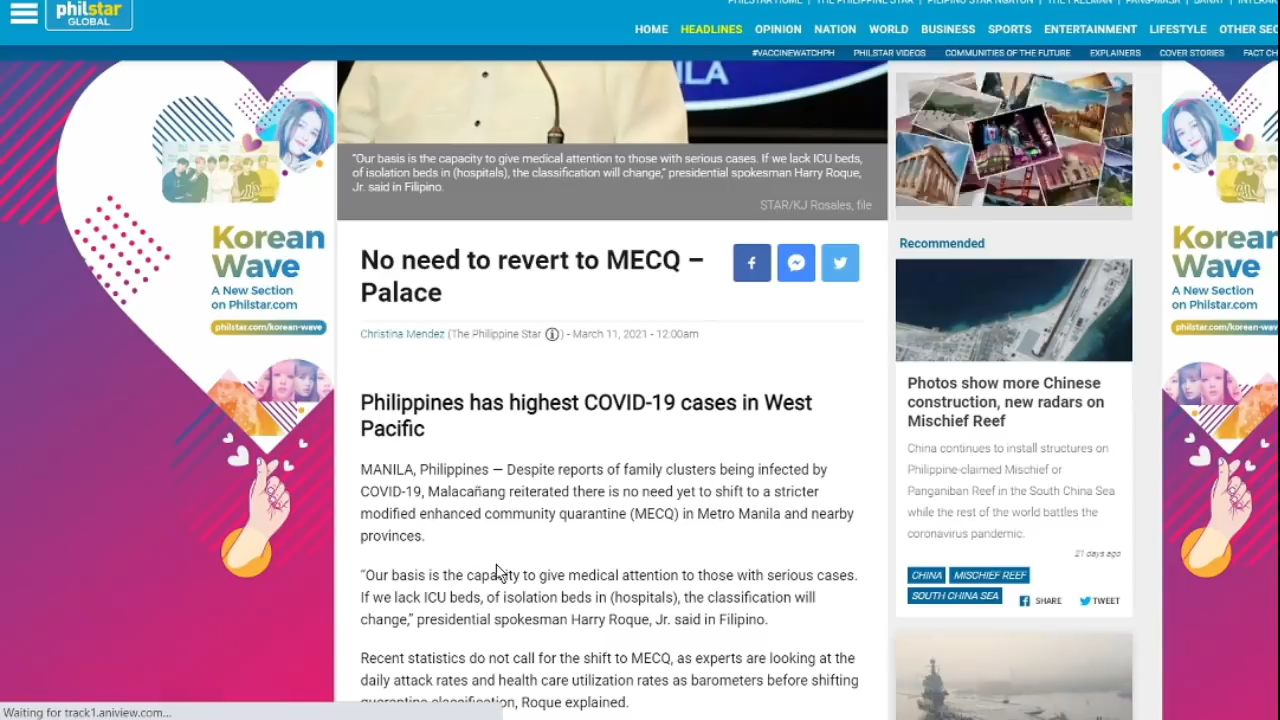 philstar
GLOBAL
HOME HEADLINES OPINION NATION WORLD BUSINESS SPORTS ENTERTAINMENT LIFESTYLE OTHER SEC
#VACCINEWATCHPH PHILSTAR VIDEOS COMMUNITIES OF THE FUTURE EXPLAINERS COVER STORIES FACT CH
ILA
"Our basis is the capacity to give medical attention to those with serious cases. If we lack ICU beds,
of isolation beds in (hospitals), the classification will change," presidential spokesman Harry Roque,
Jr. said in Filipino.
STAR/KJ Rosales, file
Korean
Wave
A New Section
on Philstar.com
philstar.com/korean-wave
No need to revert to MECQ –
Palace
Christina Mendez (The Philippine Star ) - March 11, 2021 - 12:00am
Philippines has highest COVID-19 cases in West
Pacific
MANILA, Philippines — Despite reports of family clusters being infected by
COVID-19, Malacañang reiterated there is no need yet to shift to a stricter
modified enhanced community quarantine (MECQ) in Metro Manila and nearby
provinces.
"Our basis is the capacity to give medical attention to those with serious cases.
If we lack ICU beds, of isolation beds in (hospitals), the classification will
change," presidential spokesman Harry Roque, Jr. said in Filipino.
Recent statistics do not call for the shift to MECQ, as experts are looking at the
daily attack rates and health care utilization rates as barometers before shifting
quarantine classification, Roque explained.
Recommended
Photos show more Chinese
construction, new radars on
Mischief Reef
China continues to install structures on
Philippine-claimed Mischief or
Panganiban Reef in the South China Sea
while the rest of the world battles the
coronavirus pandemic.
21 days ago
CHINA MISCHIEF REEF
SOUTH CHINA SEA SHARE TWEET
Korean
Wave
A New Section
on Philstar.com
philstar.com/korean-wave
Waiting for track1.aniview.com...